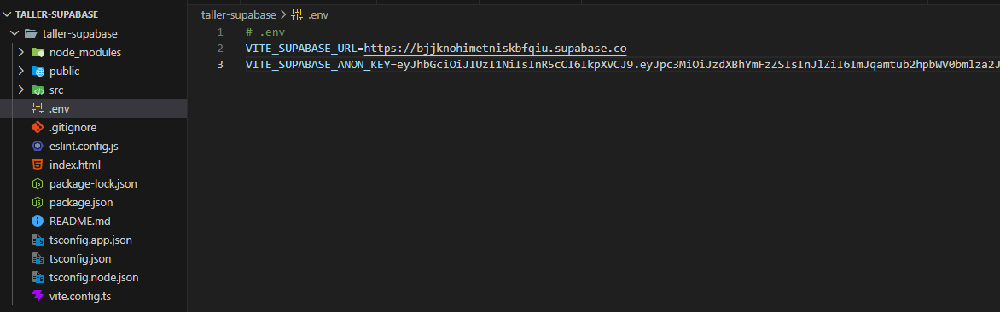 TALLER-SUPABASE
taller-supabase
node_modules
public
src
.env
.gitignore
eslint.config.js
index.html
package-lock.json
package.json
README.md
tsconfig.app.json
tsconfig.json
tsconfig.node.json
vite.config.ts
taller-supabase > .env
1 # .env
2 VITE_SUPABASE_URL=https://bjjknohimetniskbfqiu.supabase.co
3 VITE_SUPABASE_ANON_KEY=eyJhbGciOiJIUzI1NiIsInR5cCI6IkpXVCJ9.eyJpc3MiOiJzdXBhYmFzZSIsInJlZiI6ImJqamtub2hpbWV0bmlza2J